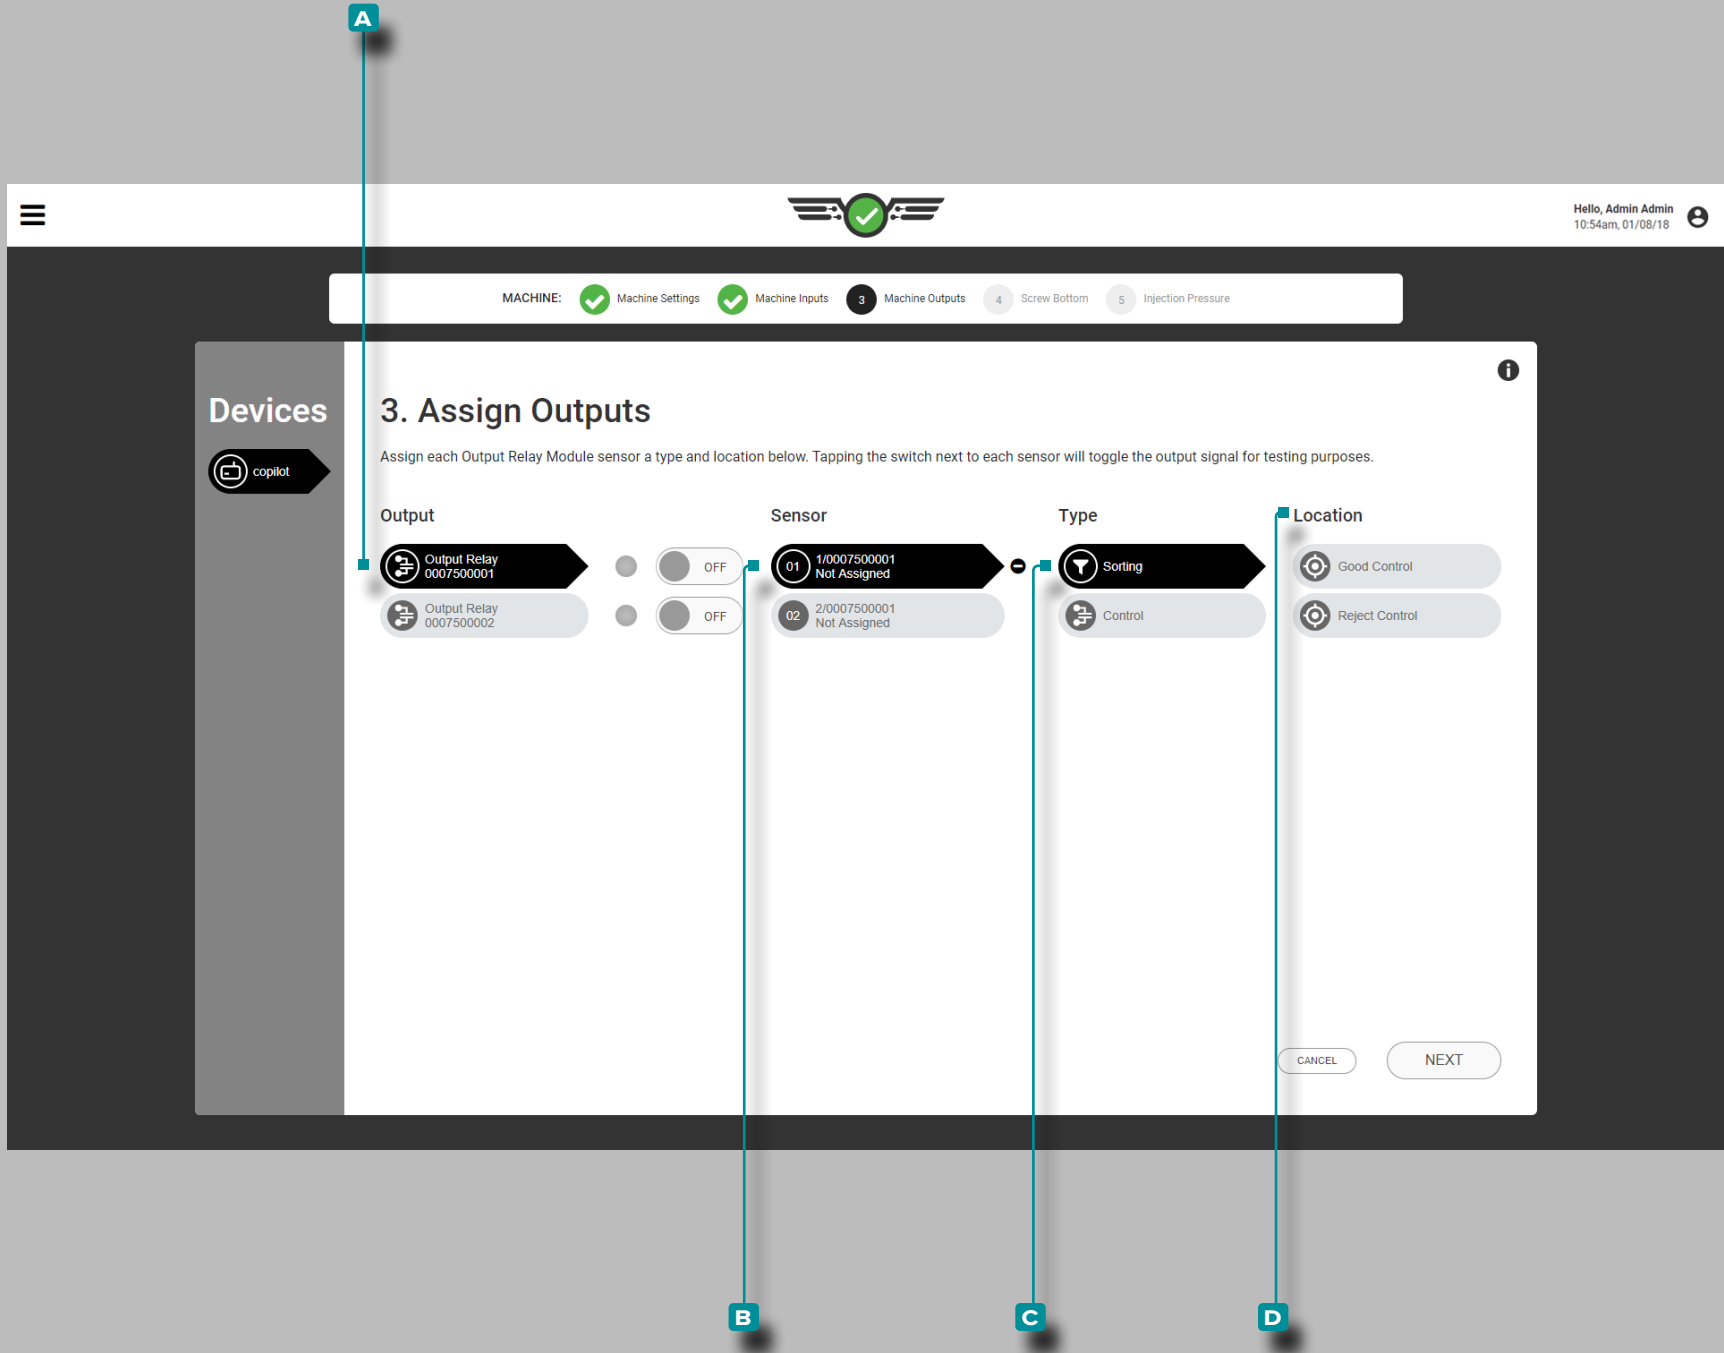 A
Hello, Admin Admin
10:54am, 01/08/18
MACHINE: Machine Settings Machine Inputs 3 Machine Outputs 4 Screw Bottom 5 Injection Pressure
Devices
copilot
3. Assign Outputs
Assign each Output Relay Module sensor a type and location below. Tapping the switch next to each sensor will toggle the output signal for testing purposes.
Output Sensor Type Location
Output Relay
0007500001
OFF
01 1/0007500001
Not Assigned
Sorting
Good Control
Output Relay
0007500002
OFF
02 2/0007500001
Not Assigned
Control
Reject Control
CANCEL NEXT
B C D